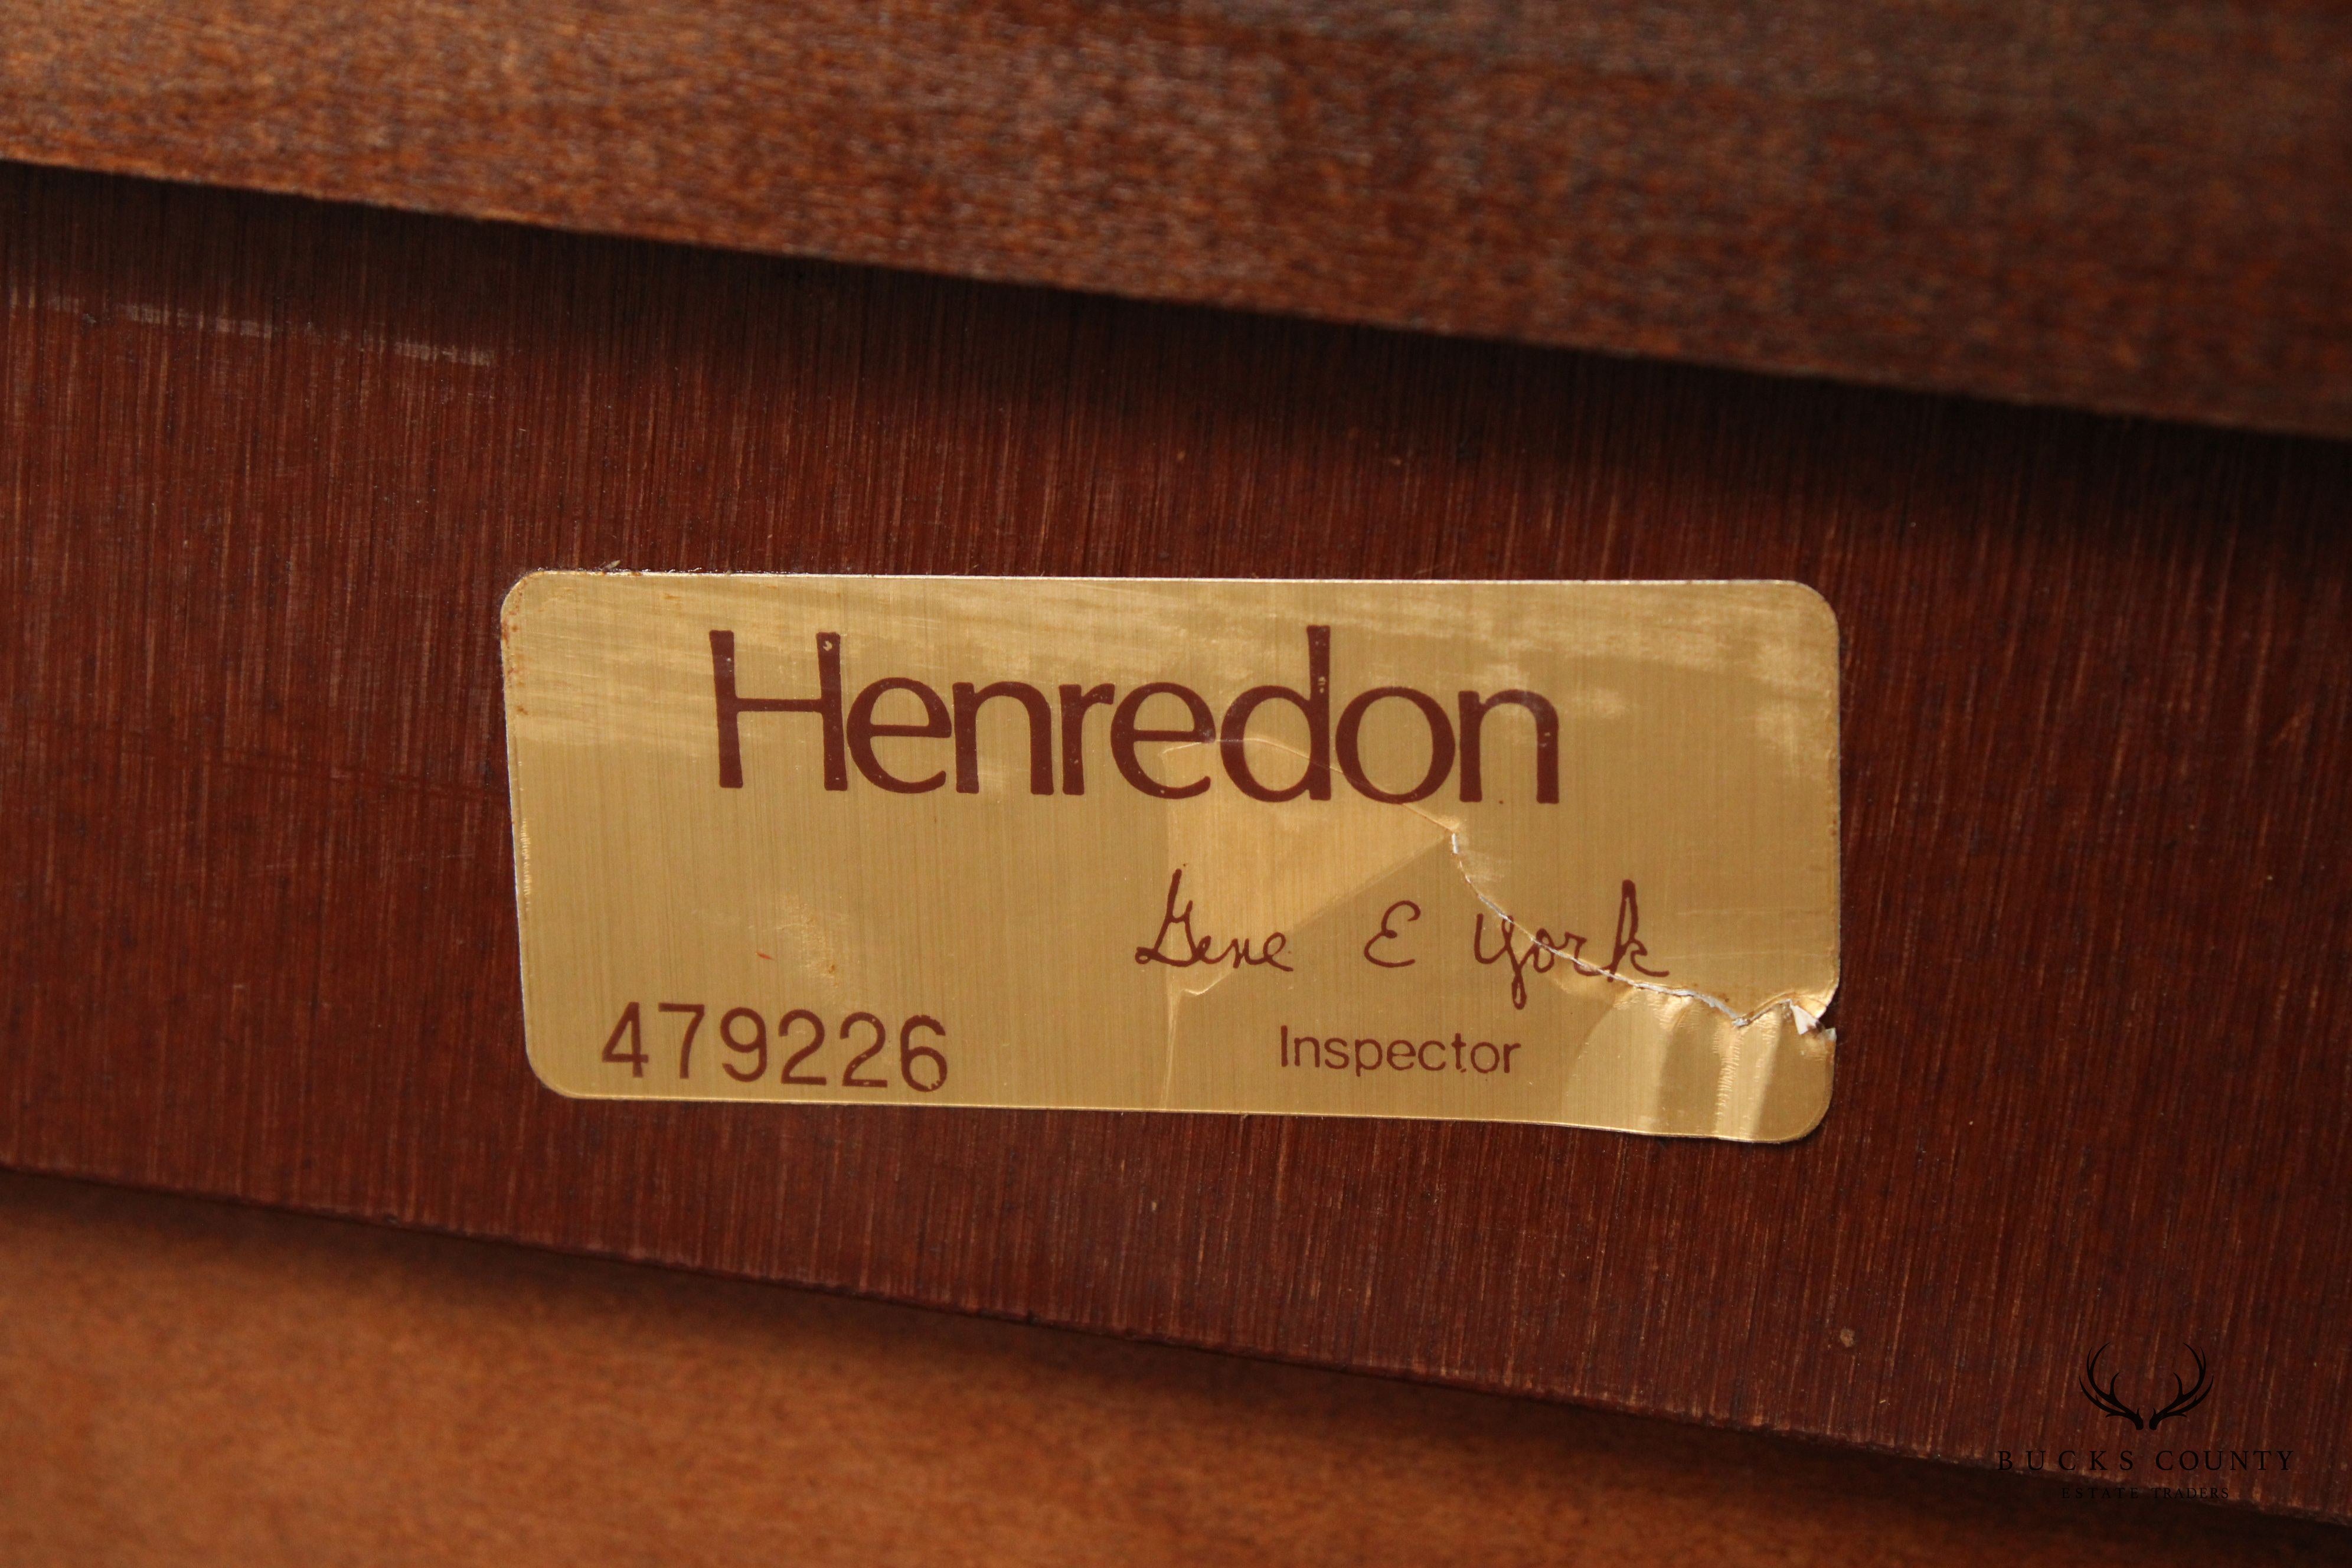 Henredon
Gene E York
479226
Inspector
BUCKS COUNTY
ESTATE TRADERS